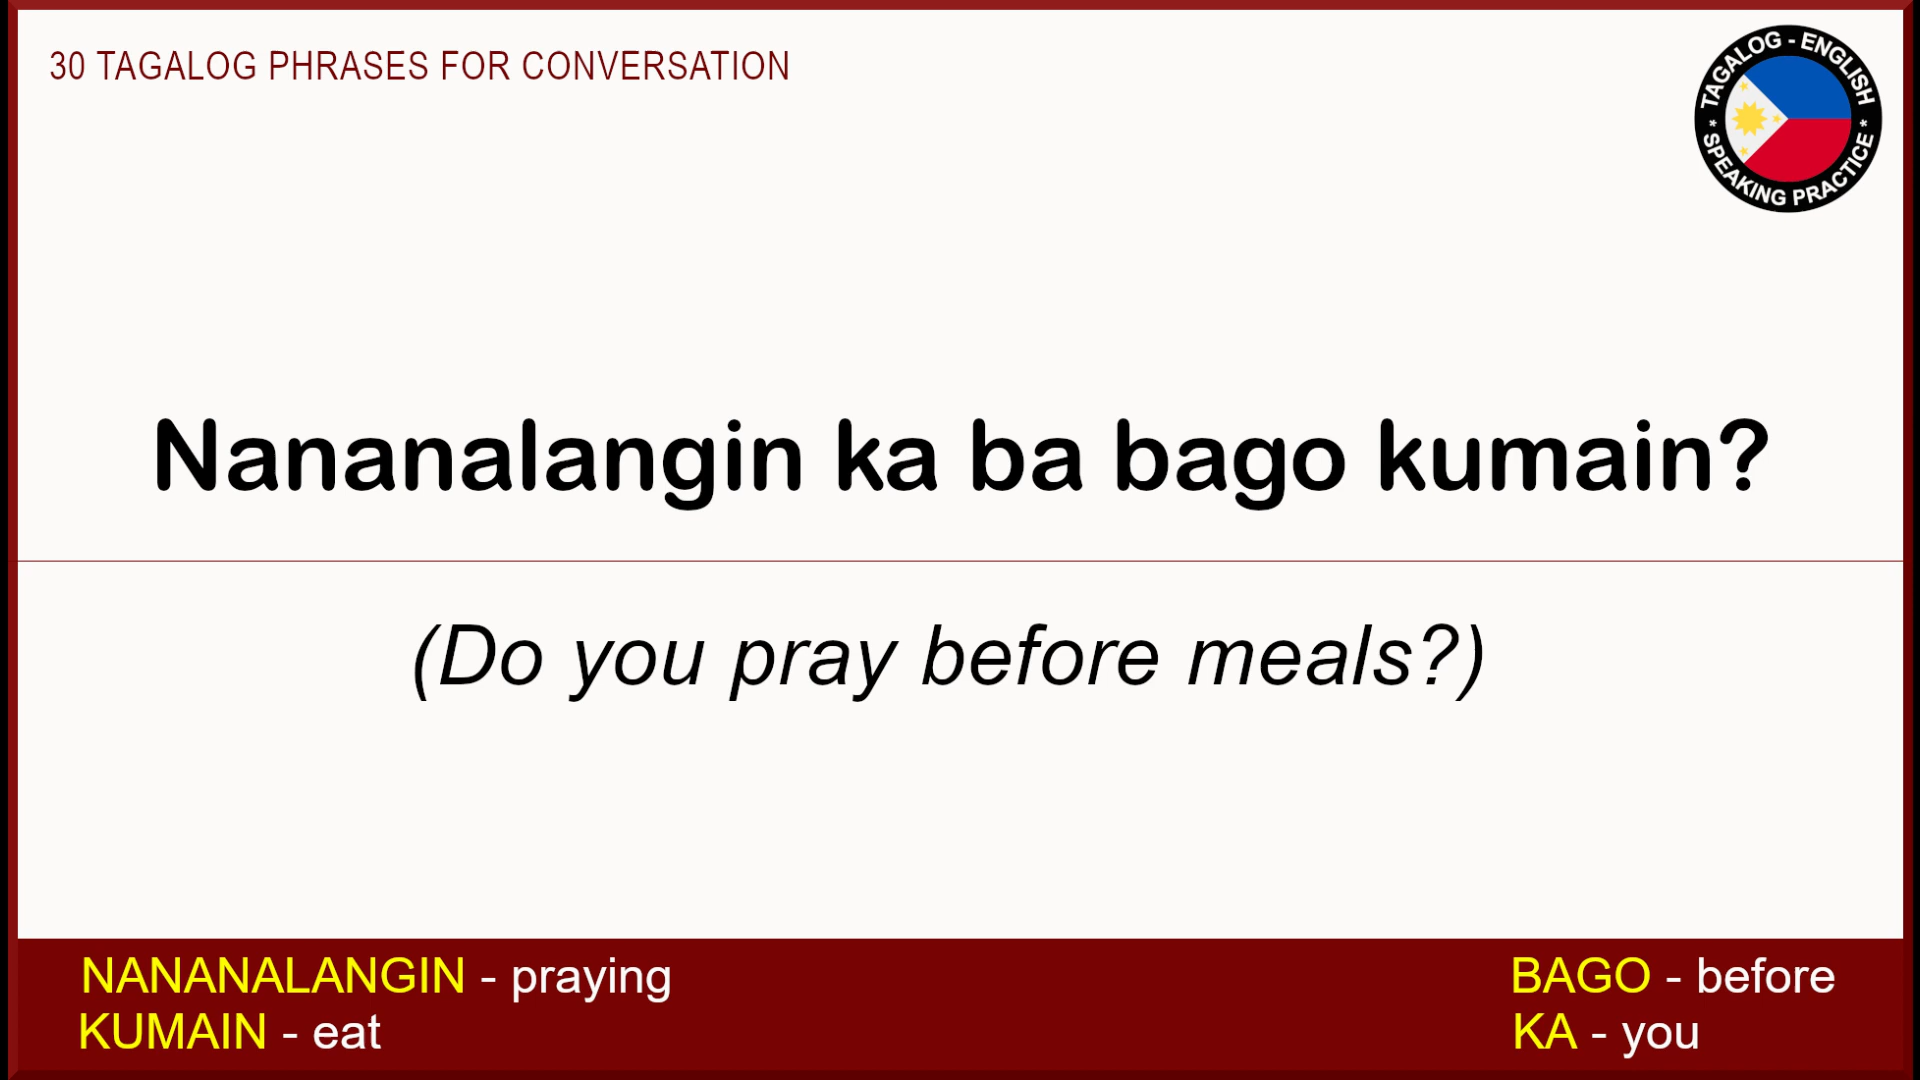 30 TAGALOG PHRASES FOR CONVERSATION
TAGALOG - ENGLISH
* SPEAKING PRACTICE *
Nananalangin ka ba bago kumain?
(Do you pray before meals?)
NANANALANGIN - praying
KUMAIN - eat
BAGO - before
KA - you